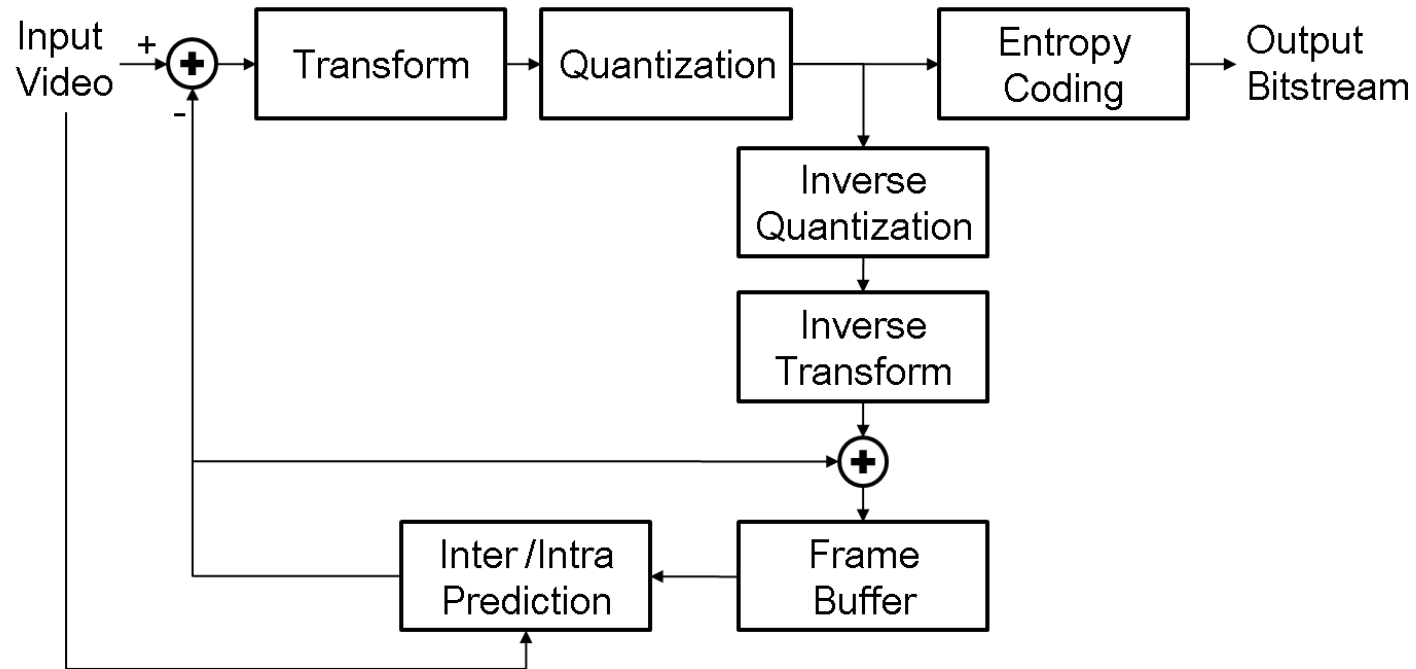 Input
Video
+
-
Transform
Quantization
Entropy
Coding
Output
Bitstream
Inverse
Quantization
Inverse
Transform
Inter /Intra
Prediction
Frame
Buffer